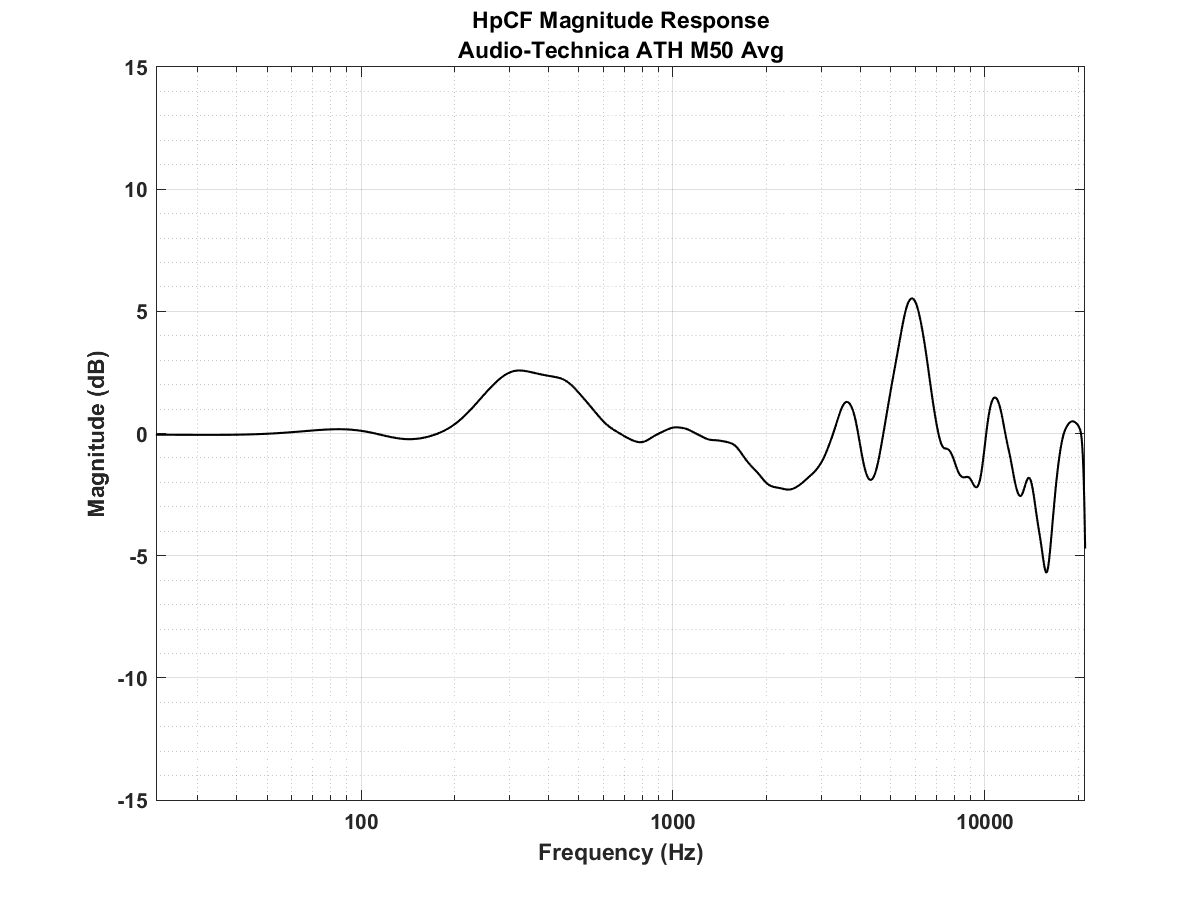 HpCF Magnitude Response
Audio-Technica ATH M50 Avg
15
10
5
0
-5
-10
-15
Magnitude (dB)
100 1000 10000
Frequency (Hz)